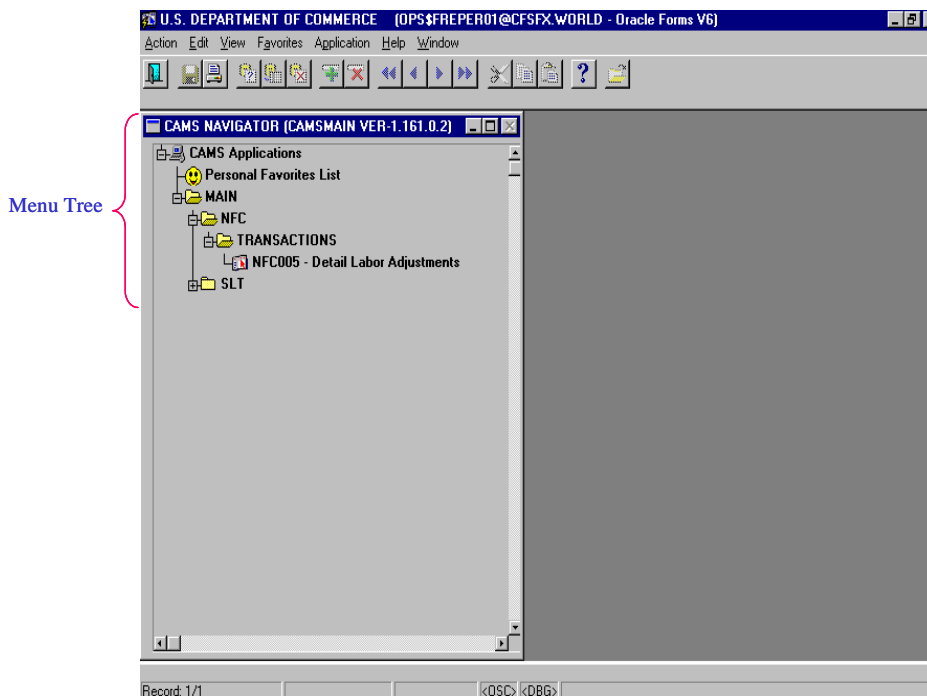 U.S. DEPARTMENT OF COMMERCE (OPS$FREPER01@CFSFX.WORLD - Oracle Forms V6)
Action Edit View Favorites Application Help Window
CAMS NAVIGATOR (CAMSMAIN VER-1.161.0.2)
CAMS Applications
Personal Favorites List
MAIN
Menu Tree
NFC
TRANSACTIONS
NFC005 - Detail Labor Adjustments
SLT
Record: 1/1 <OSC> <DBG>